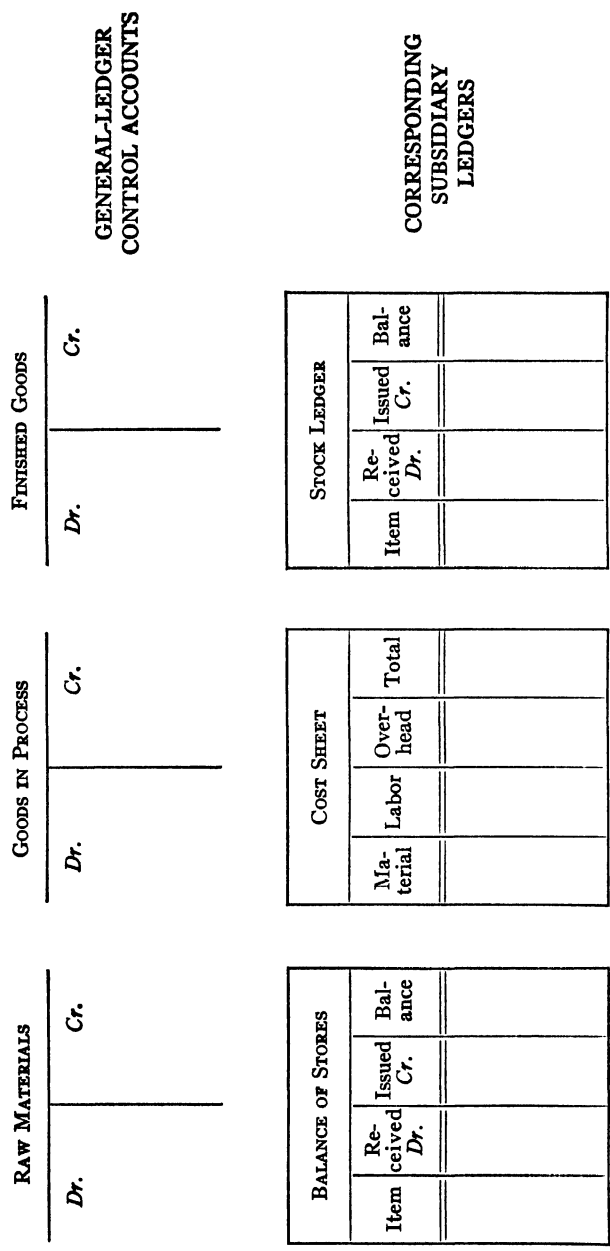 RAW MATERIALS
Dr. Cr.
GOODS IN PROCESS
Dr. Cr.
FINISHED GOODS
Dr. Cr.
GENERAL-LEDGER
CONTROL ACCOUNTS
BALANCE OF STORES
Item
Re-
ceived
Dr.
Issued
Cr.
Bal-
ance
COST SHEET
Ma-
terial
Labor
Over-
head
Total
STOCK LEDGER
Item
Re-
ceived
Dr.
Issued
Cr.
Bal-
ance
CORRESPONDING
SUBSIDIARY
LEDGERS